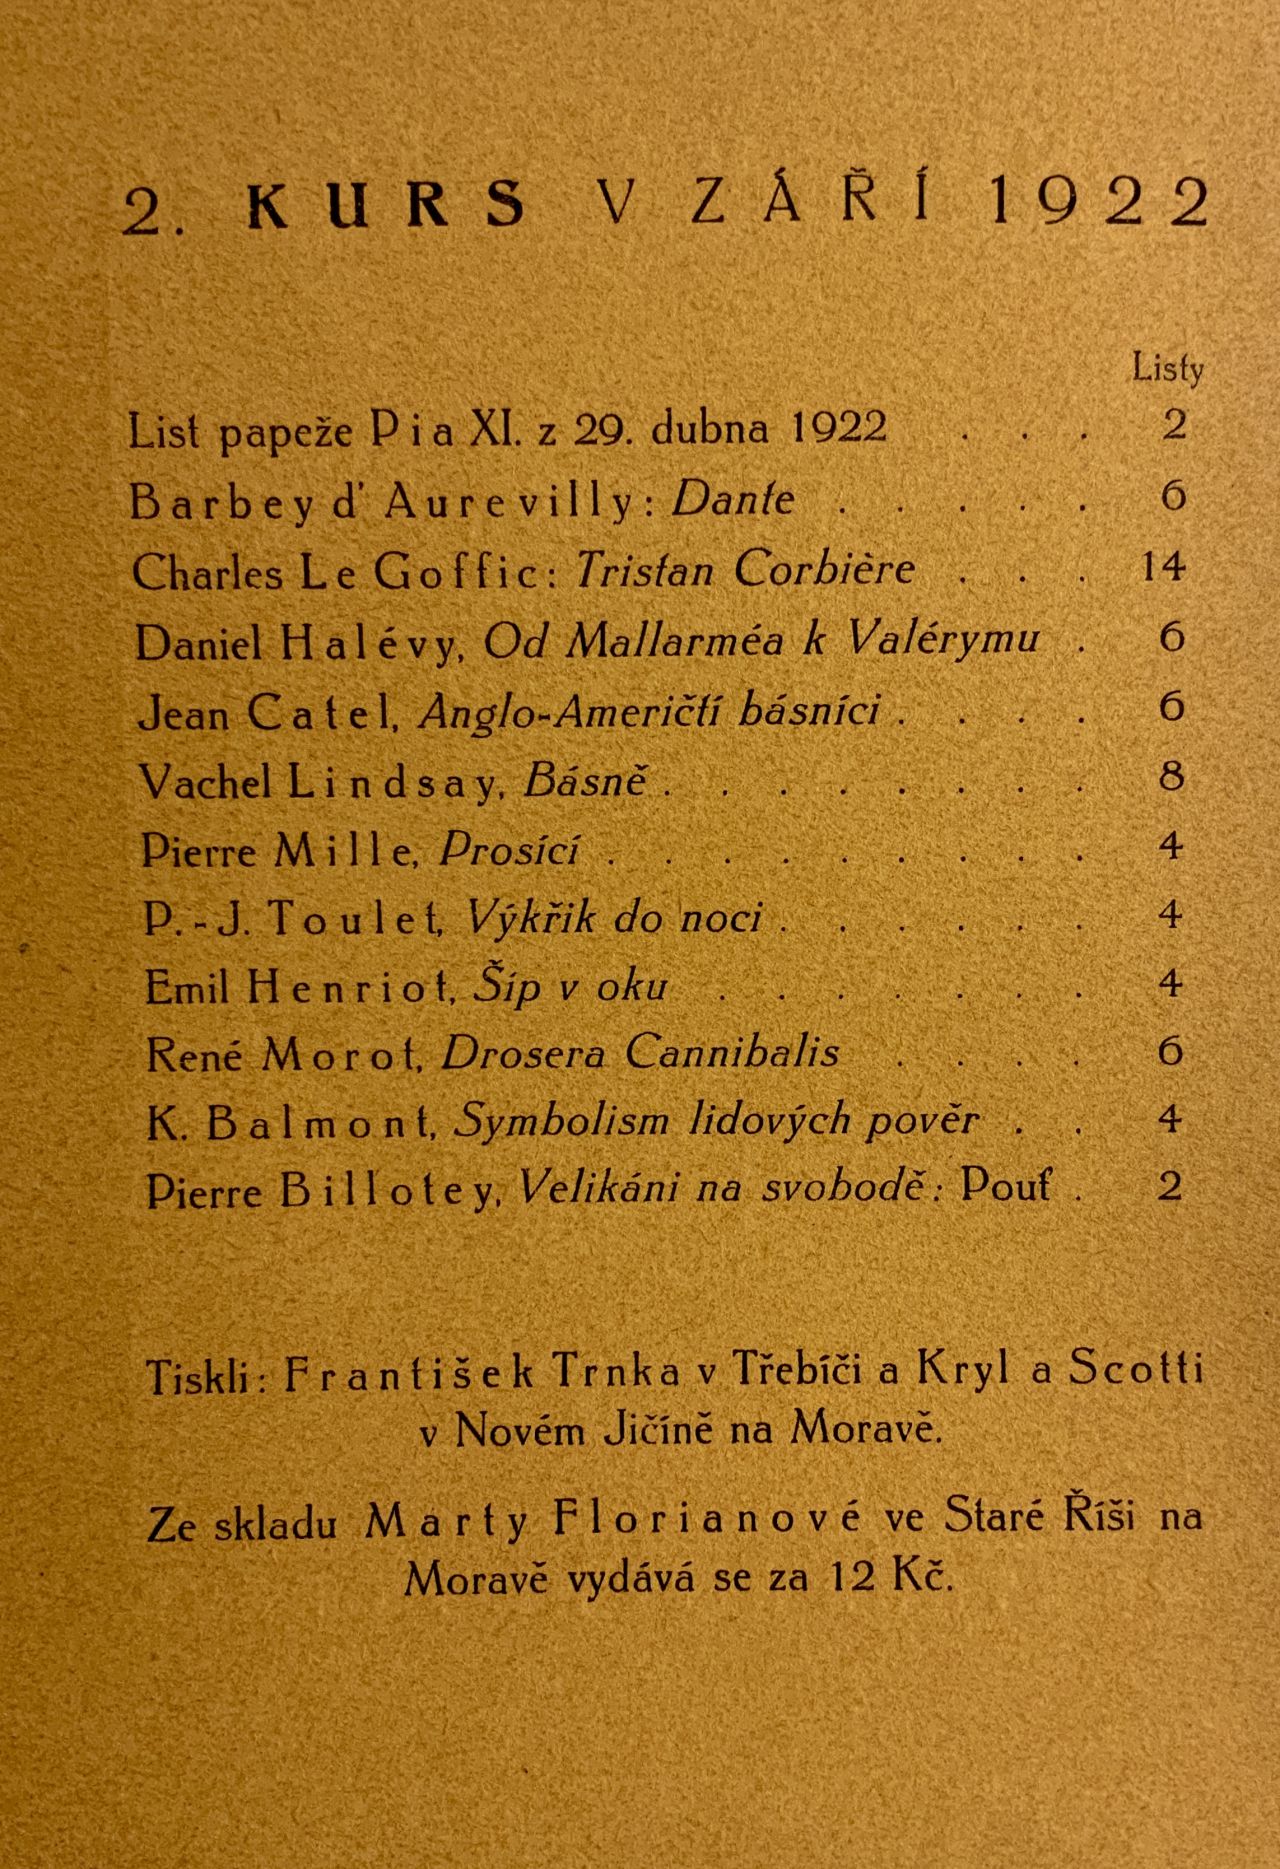 2. KURS V ZÁŘÍ 1922
Listy
List papeže Pia XI. z 29. dubna 1922 . . . 2
Barbey d' Aurevilly: Dante . . . . . 6
Charles Le Goffic: Tristan Corbière . . . 14
Daniel Halévy, Od Mallarméa k Valérymu . 6
Jean Catel, Anglo-Američtí básníci . . . . 6
Vachel Lindsay, Básně . . . . . . . . 8
Pierre Mille, Prosící . . . . . . . . . 4
P.-J. Toulet, Výkřik do noci . . . . . . 4
Emil Henriot, Šíp v oku . . . . . . . 4
René Morot, Drosera Cannibalis . . . . 6
K. Balmont, Symbolism lidových pověr . . 4
Pierre Billotey, Velikáni na svobodě: Pouť . 2
Tiskli: František Trnka v Třebíči a Kryl a Scotti
v Novém Jičíně na Moravě.
Ze skladu Marty Florianové ve Staré Říši na
Moravě vydává se za 12 Kč.